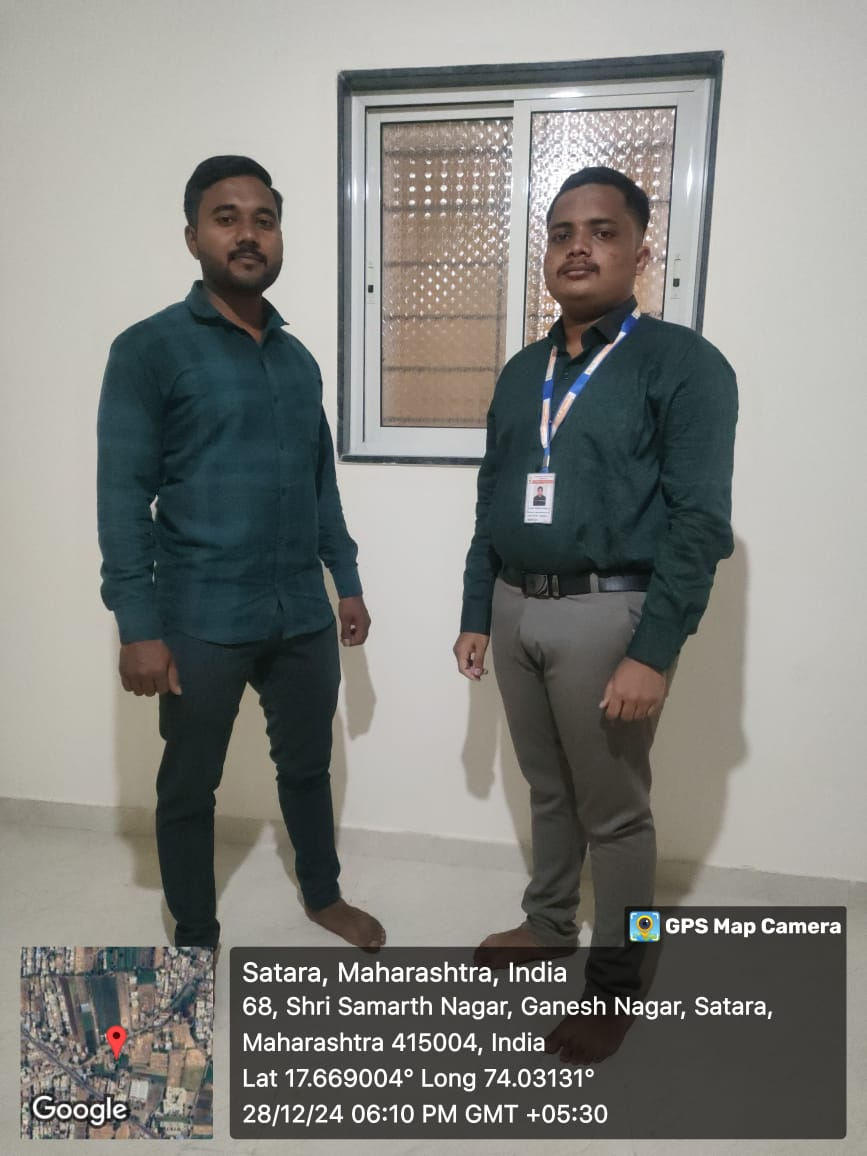 GPS Map Camera
Satara, Maharashtra, India
68, Shri Samarth Nagar, Ganesh Nagar, Satara,
Maharashtra 415004, India
Lat 17.669004° Long 74.03131°
28/12/24 06:10 PM GMT +05:30
Google